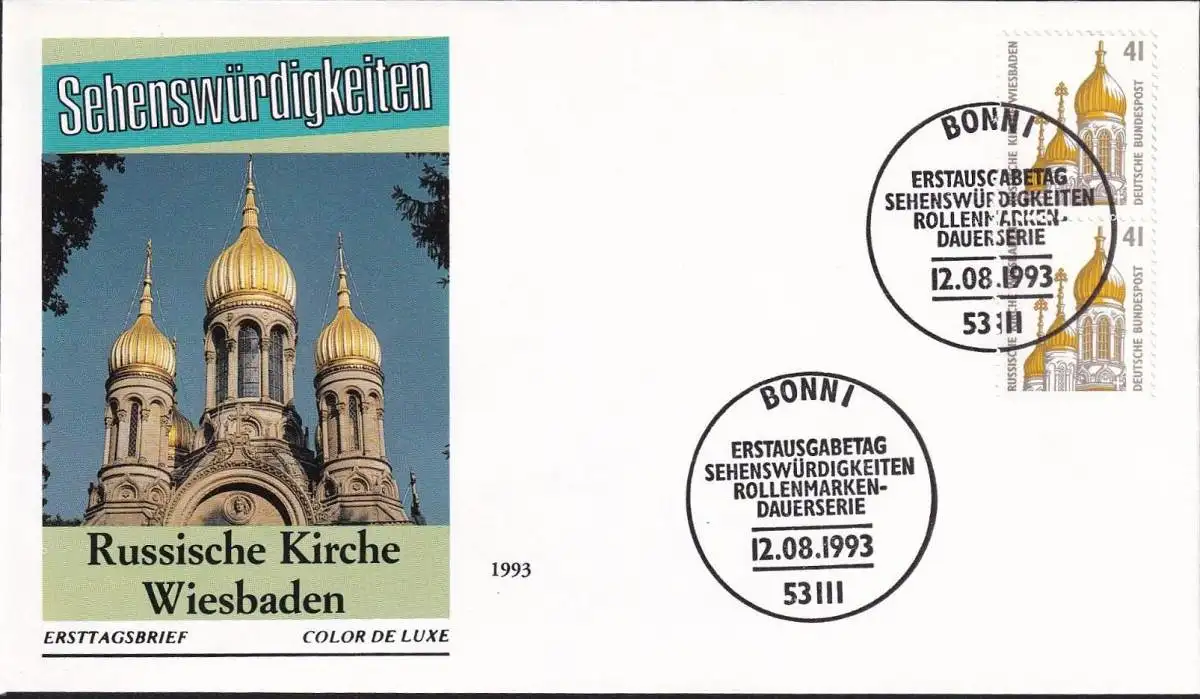 Sehenswürdigkeiten
Russische Kirche
Wiesbaden
ERSTTAGSBRIEF COLOR DE LUXE
1993
41
RUSSISCHE KIRCHE WIESBADEN
DEUTSCHE BUNDESPOST
41
RUSSISCHE KIRCHE WIESBADEN
DEUTSCHE BUNDESPOST
BONN 1
ERSTAUSGABETAG
SEHENSWÜRDIGKEITEN
ROLLENMARKEN-
DAUERSERIE
12.08.1993
53111
BONN 1
ERSTAUSGABETAG
SEHENSWÜRDIGKEITEN
ROLLENMARKEN-
DAUERSERIE
12.08.1993
53111